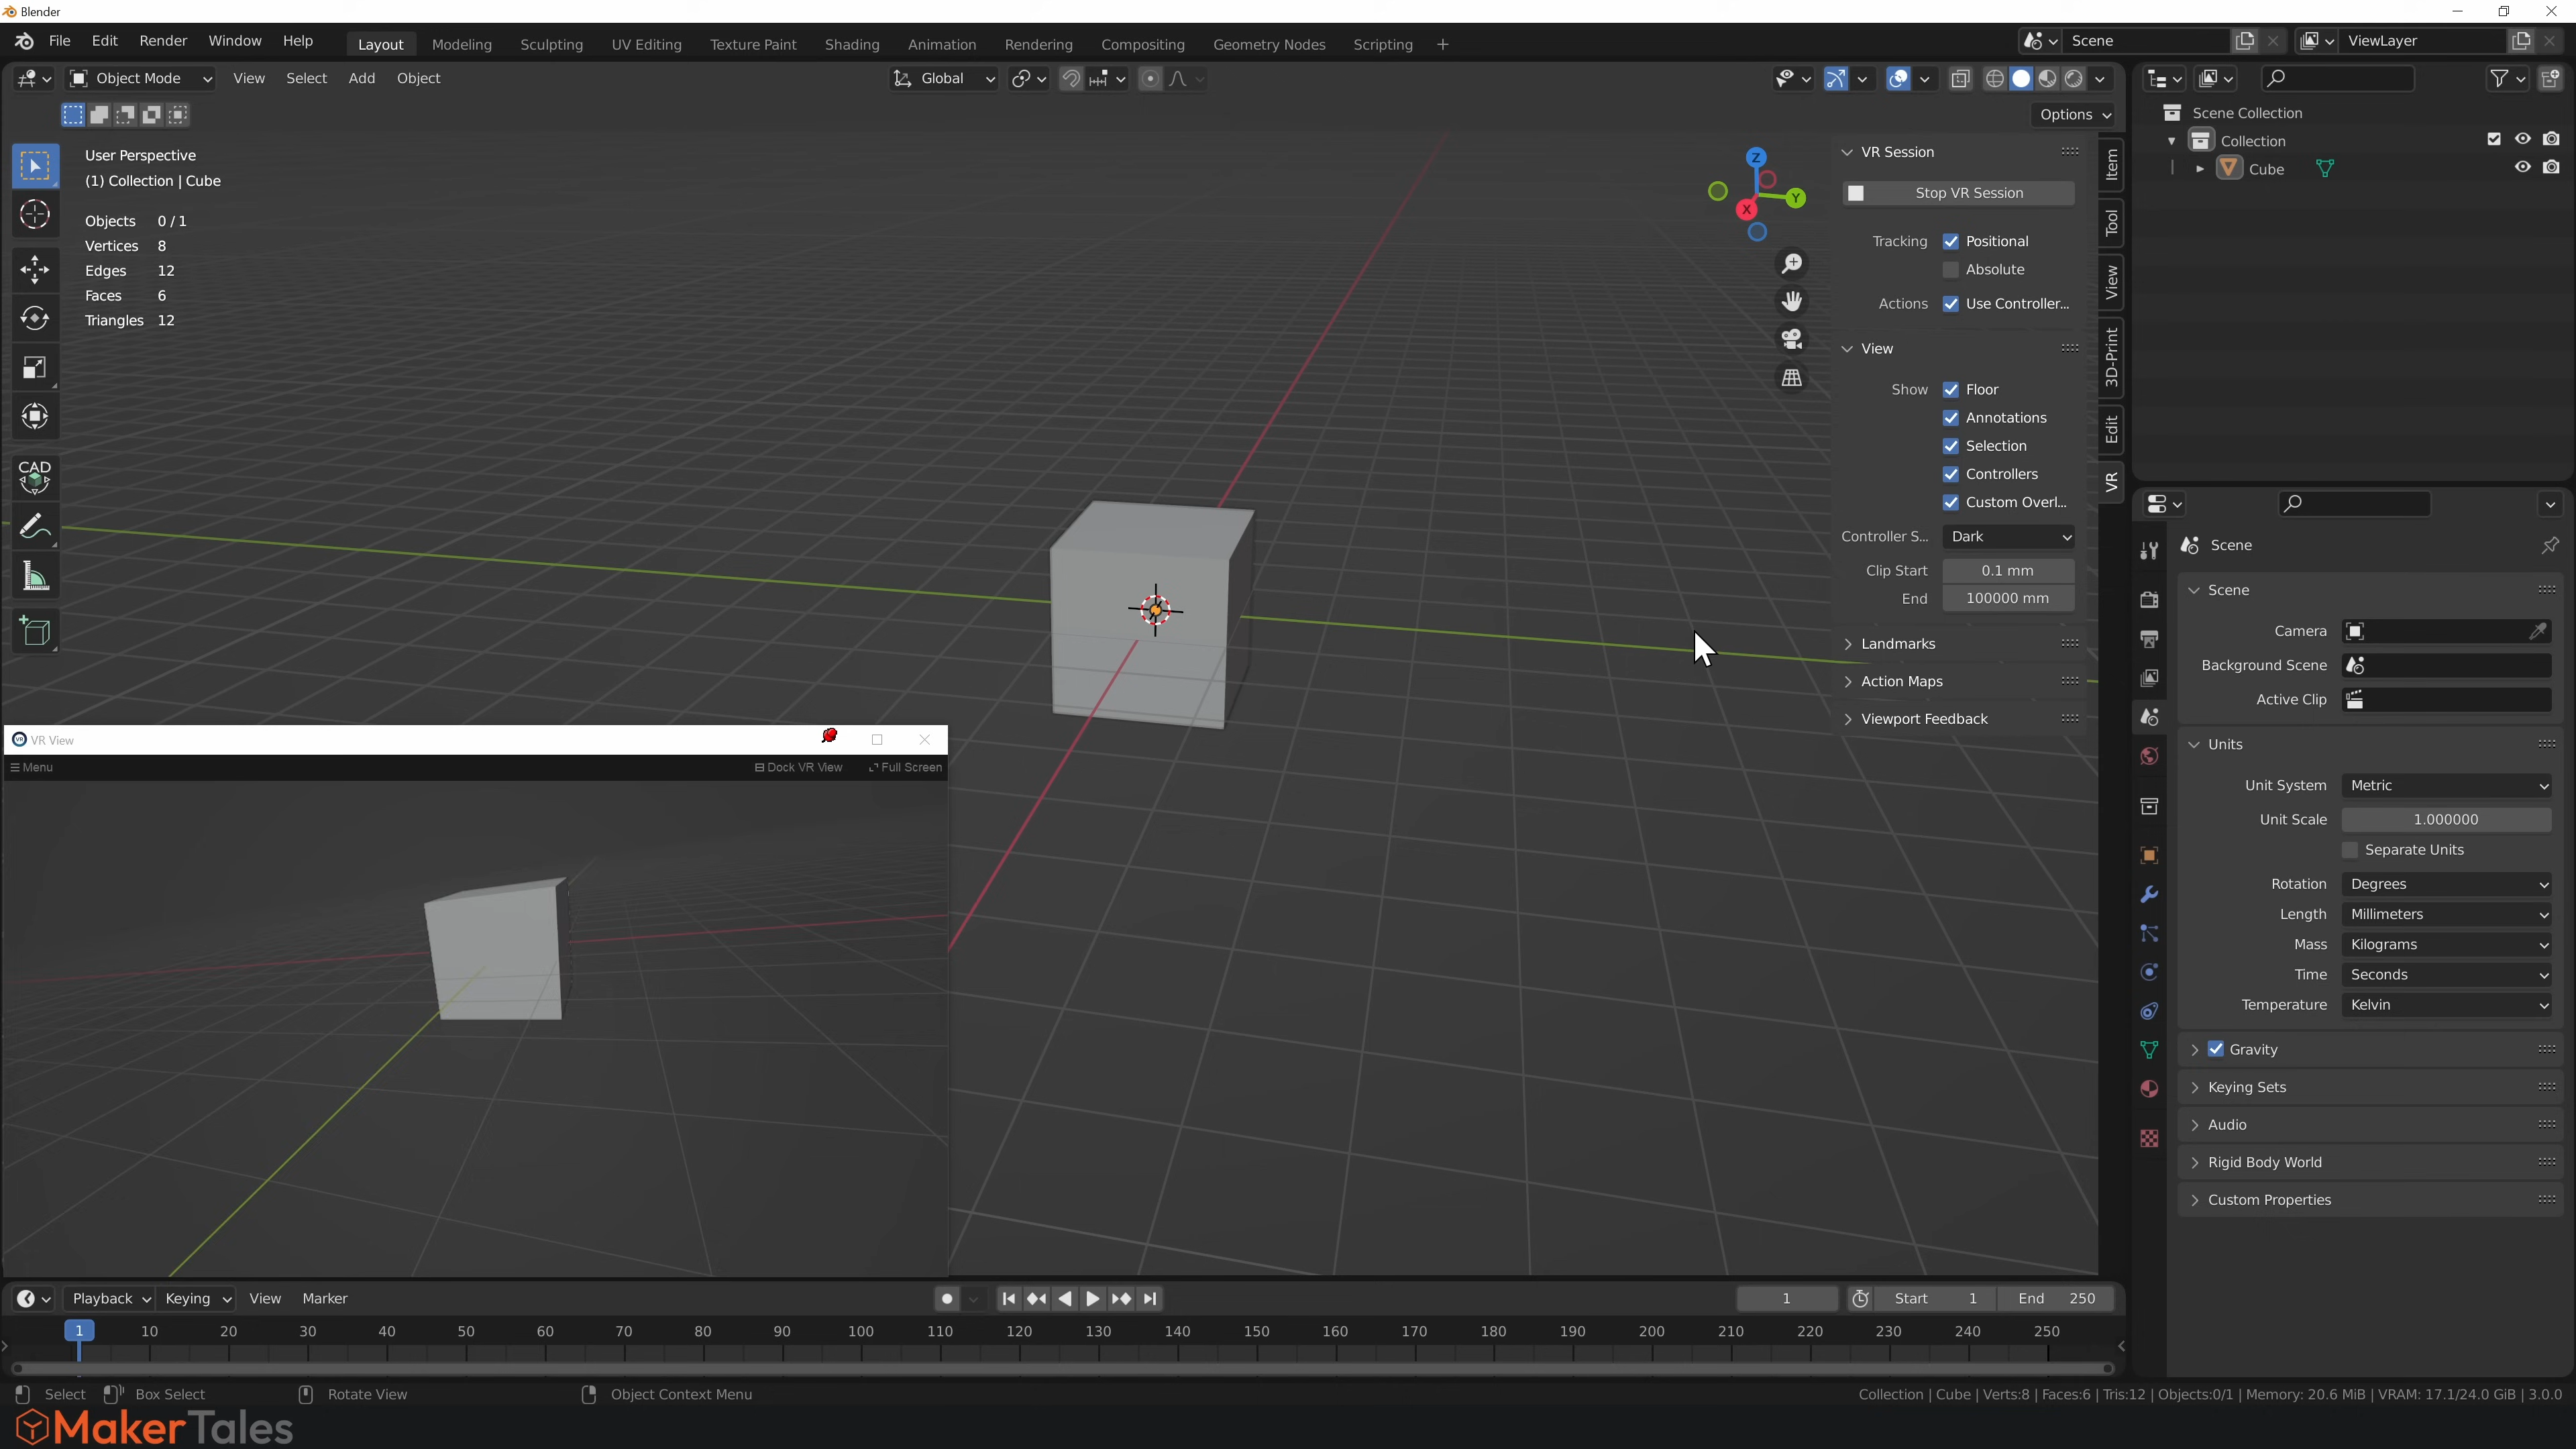 Blender
File Edit Render Window Help Layout Modeling Sculpting UV Editing Texture Paint Shading Animation Rendering Compositing Geometry Nodes Scripting + Scene ViewLayer
Object Mode View Select Add Object Global
Options
User Perspective
(1) Collection | Cube
Objects 0 / 1
Vertices 8
Edges 12
Faces 6
Triangles 12
CAD
Z
Y
X
VR Session
Stop VR Session
Tracking Positional
Absolute
Actions Use Controller...
View
Show Floor
Annotations
Selection
Controllers
Custom Overl...
Controller S... Dark
Clip Start 0.1 mm
End 100000 mm
Landmarks
Action Maps
Viewport Feedback
Item
Tool
View
3D-Print
Edit
VR
Scene Collection
Collection
Cube
Scene
Scene
Camera
Background Scene
Active Clip
Units
Unit System Metric
Unit Scale 1.000000
Separate Units
Rotation Degrees
Length Millimeters
Mass Kilograms
Time Seconds
Temperature Kelvin
Gravity
Keying Sets
Audio
Rigid Body World
Custom Properties
VR View
Menu Dock VR View Full Screen
Playback Keying View Marker 1 Start 1 End 250
1 10 20 30 40 50 60 70 80 90 100 110 120 130 140 150 160 170 180 190 200 210 220 230 240 250
Select Box Select Rotate View Object Context Menu Collection | Cube | Verts:8 | Faces:6 | Tris:12 | Objects:0/1 | Memory: 20.6 MiB | VRAM: 17.1/24.0 GiB | 3.0.0
MakerTales